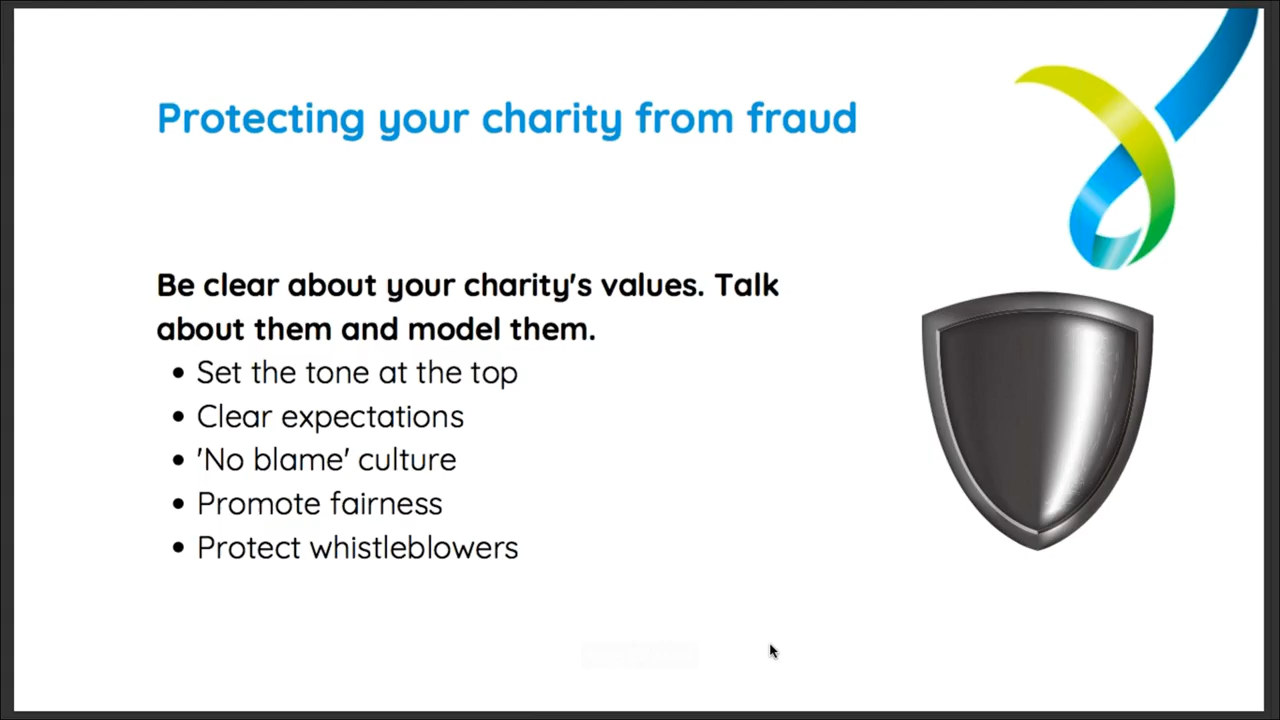 Protecting your charity from fraud
Be clear about your charity's values. Talk
about them and model them.
• Set the tone at the top
• Clear expectations
• 'No blame' culture
• Promote fairness
• Protect whistleblowers